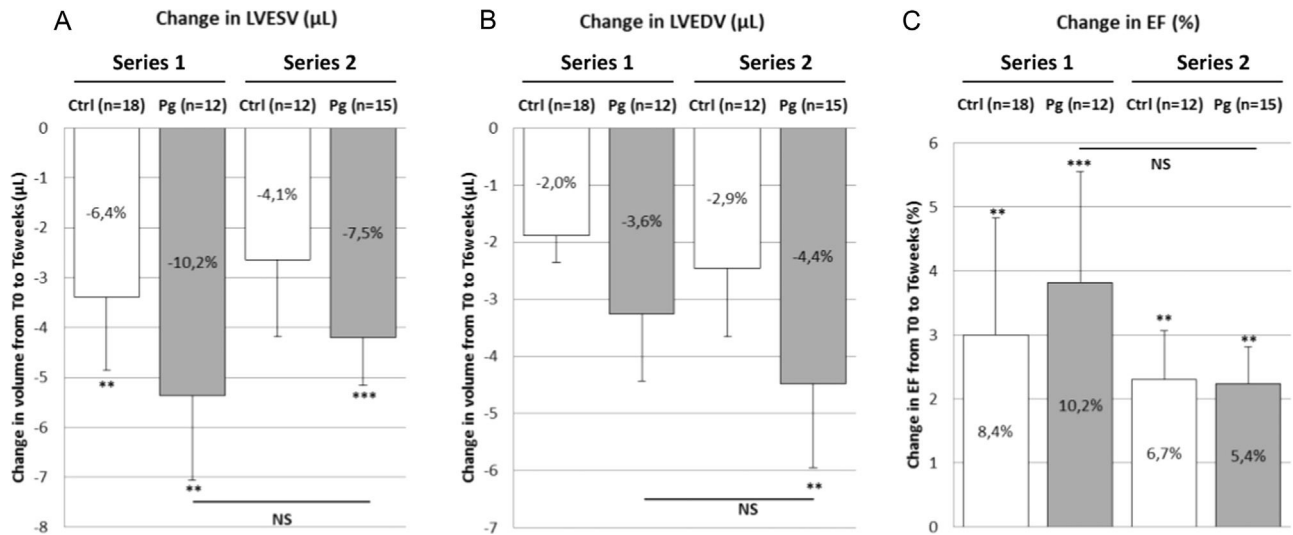 A
Change in LVESV (µL)
Series 1
Series 2
Ctrl (n=18)
Pg (n=12)
Ctrl (n=12)
Pg (n=15)
Change in volume from T0 to T6weeks (µL)
0
-1
-2
-3
-4
-5
-6
-7
-8
-6,4%
-10,2%
-4,1%
-7,5%
**
**
***
NS
B
Change in LVEDV (µL)
Series 1
Series 2
Ctrl (n=18)
Pg (n=12)
Ctrl (n=12)
Pg (n=15)
Change in volume from T0 to T6weeks (µL)
0
-1
-2
-3
-4
-5
-6
-7
-2,0%
-3,6%
-2,9%
-4,4%
**
NS
C
Change in EF (%)
Series 1
Series 2
Ctrl (n=18)
Pg (n=12)
Ctrl (n=12)
Pg (n=15)
Change in EF from T0 to T6weeks (%)
6
5
4
3
2
1
0
NS
**
***
**
**
8,4%
10,2%
6,7%
5,4%